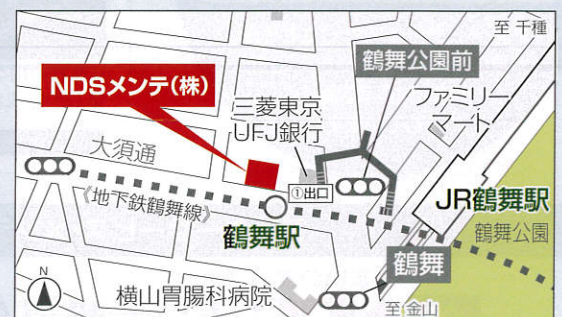 至 千種
鶴舞公園前
NDSメンテ(株)
ファミリー
マート
三菱東京
UFJ銀行
大須通
①出口
《地下鉄鶴舞線》
JR鶴舞駅
鶴舞駅
鶴舞公園
鶴舞
N
横山胃腸科病院
至 金山